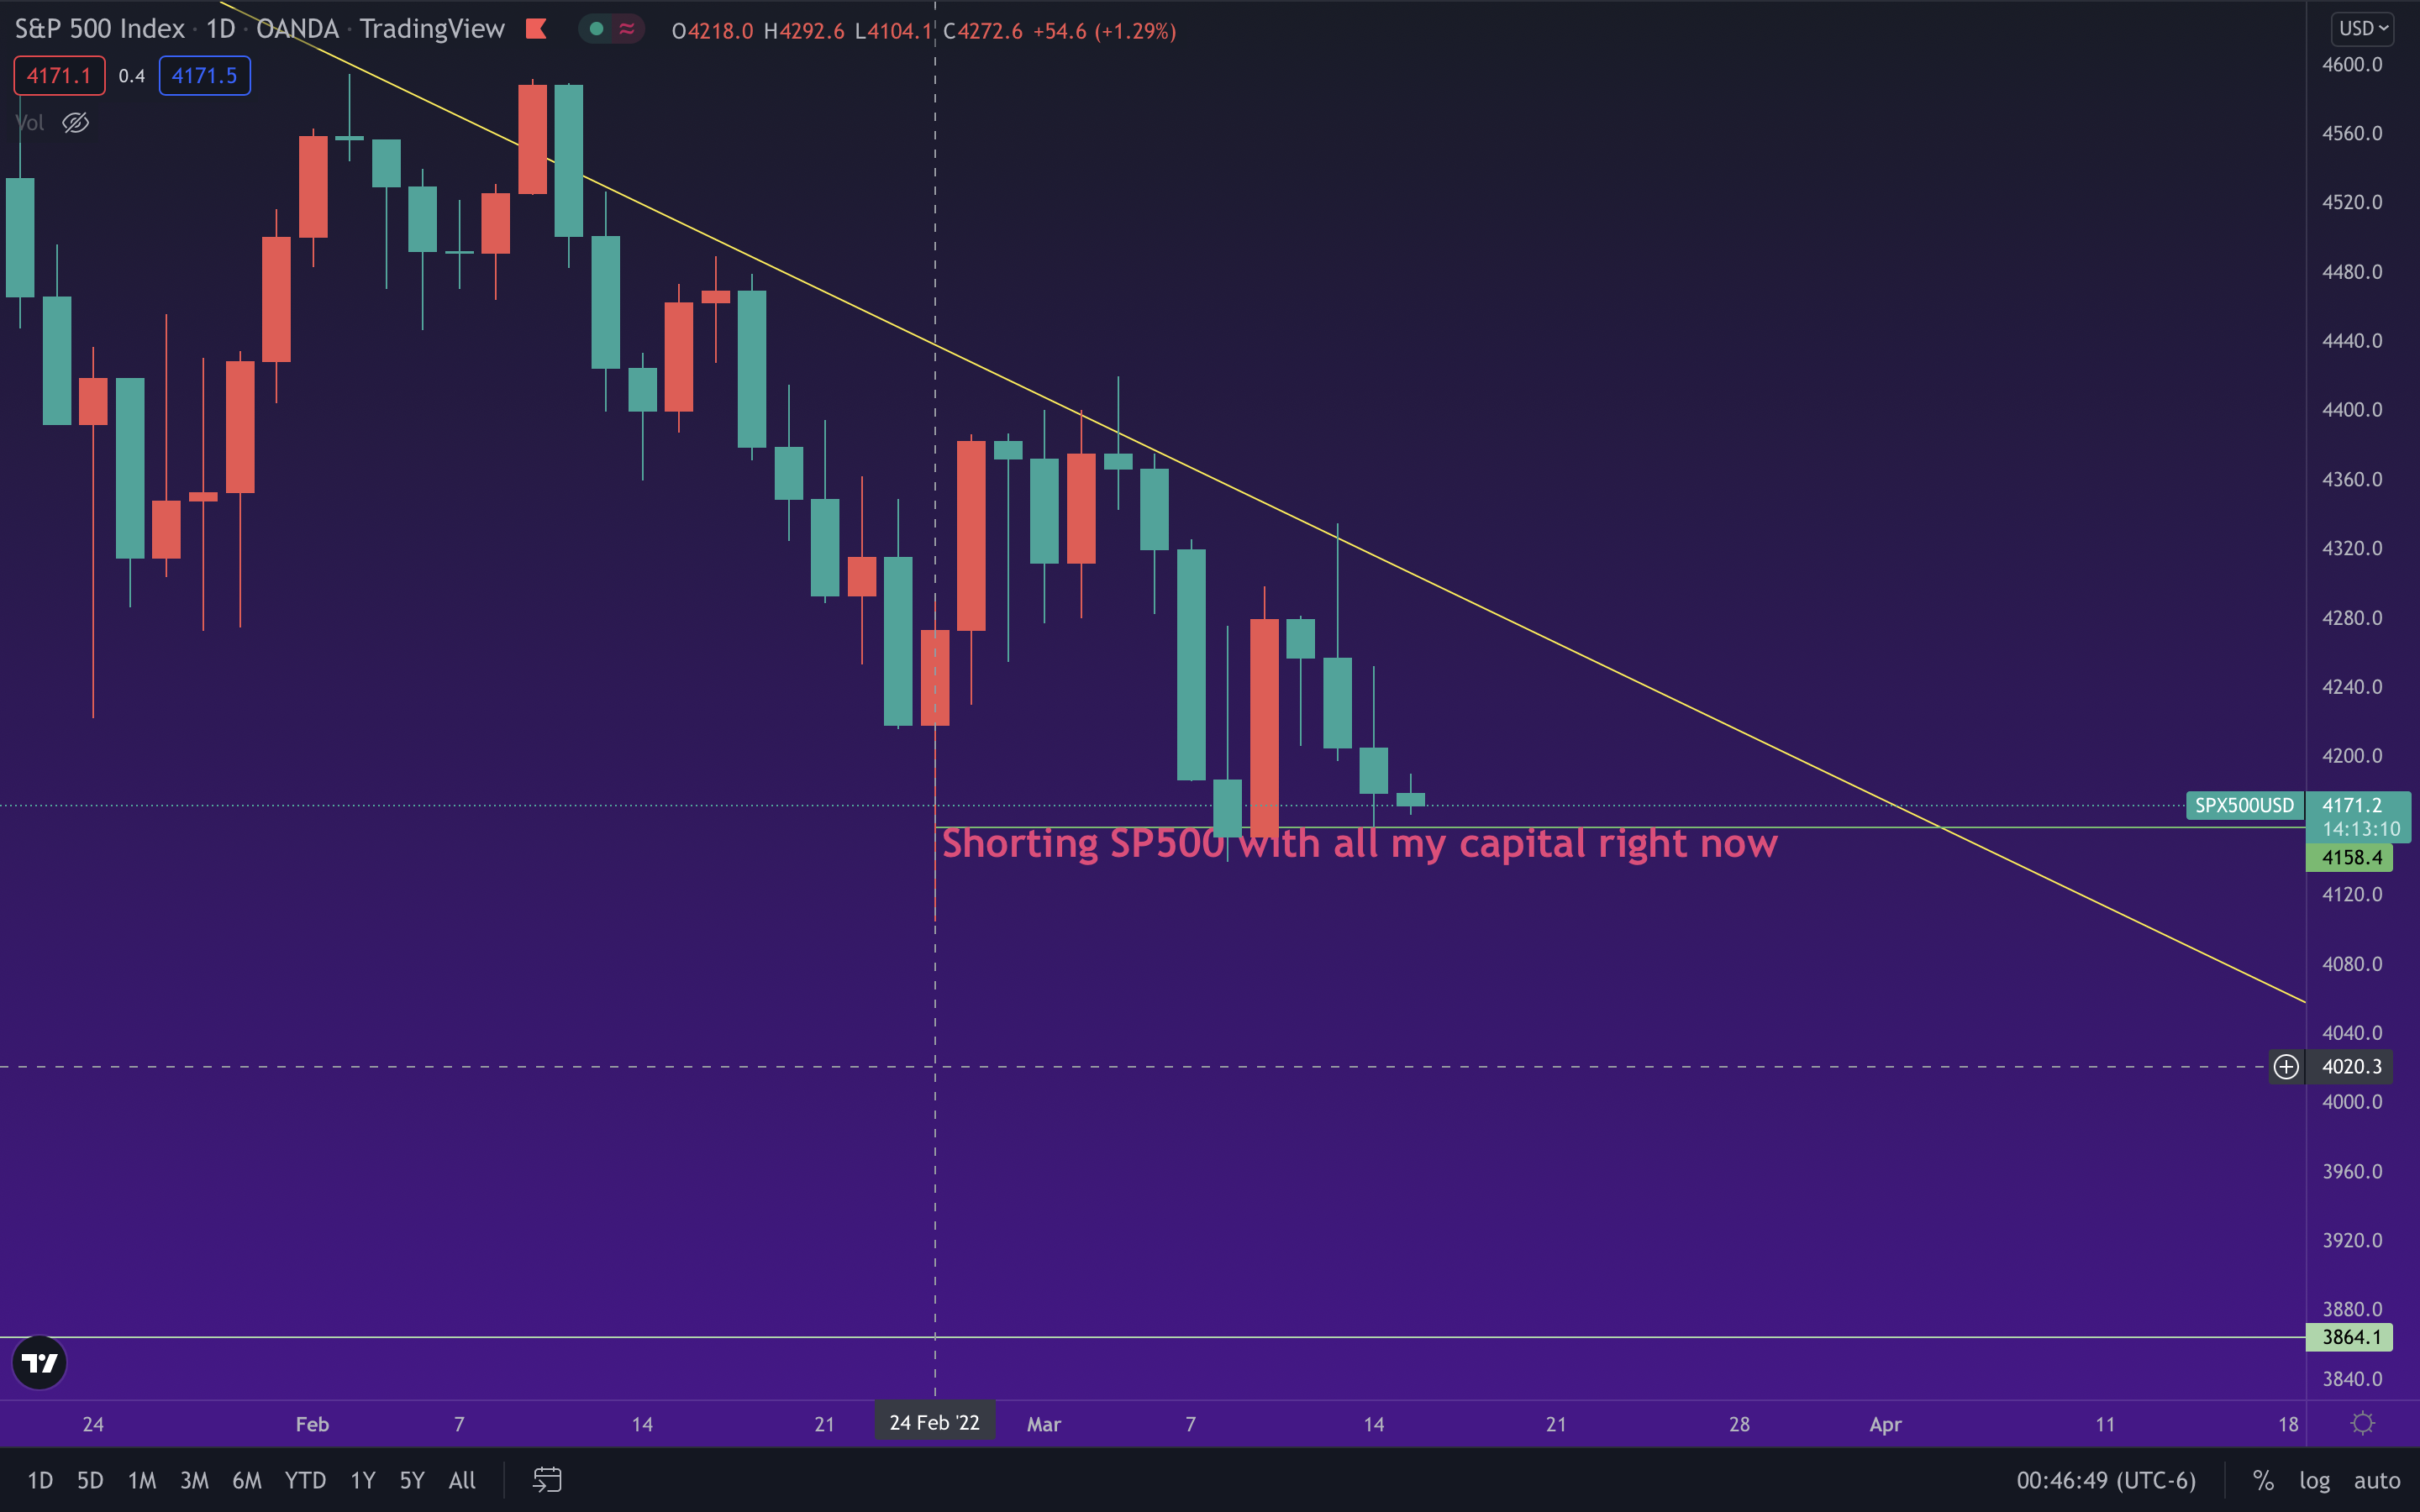 S&P 500 Index · 1D · OANDA · TradingView
O4218.0 H4292.6 L4104.1 C4272.6 +54.6 (+1.29%)
USD
4171.1 0.4 4171.5
Vol
4600.0
4560.0
4520.0
4480.0
4440.0
4400.0
4360.0
4320.0
4280.0
4240.0
4200.0
SPX500USD 4171.2
14:13:10
Shorting SP500 with all my capital right now
4158.4
4120.0
4080.0
4040.0
4020.3
4000.0
3960.0
3920.0
3880.0
3864.1
3840.0
24 Feb 7 14 21 24 Feb '22 Mar 7 14 21 28 Apr 11 18
1D 5D 1M 3M 6M YTD 1Y 5Y All 00:46:49 (UTC-6) % log auto